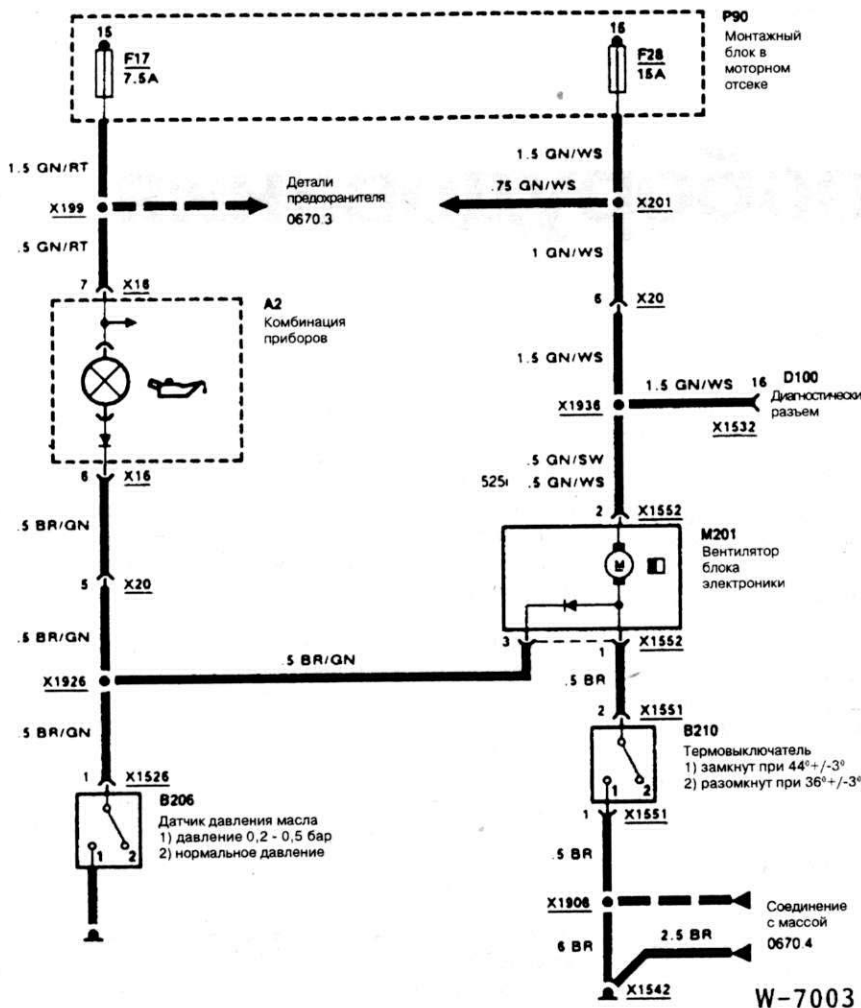 P90
Монтажный
блок в
моторном
отсеке
15
F17
7.5A
15
F28
15A
1.5 GN/RT
1.5 GN/WS
.75 GN/WS
X199
Детали
предохранителя
0670.3
X201
.5 GN/RT
1 GN/WS
7 X16
6 X20
A2
Комбинация
приборов
1.5 GN/WS
1.5 GN/WS 16 D100
Диагностически
разъем
X1936
X1532
.5 GN/SW
525i .5 GN/WS
6 X16
2 X1552
.5 BR/GN
M201
Вентилятор
блока
электроники
M
5 X20
.5 BR/GN
3 1 X1552
.5 BR/GN
X1926
.5 BR
.5 BR/GN
2 X1551
B210
Термовыключатель
1) замкнут при 44°+/-3°
2) разомкнут при 36°+/-3°
1 2
1 X1526
B206
Датчик давления масла
1) давление 0,2 - 0,5 бар
2) нормальное давление
1 2
1 X1551
.5 BR
X1908
Соединение
с массой
0670.4
6 BR
2.5 BR
X1542
W-7003